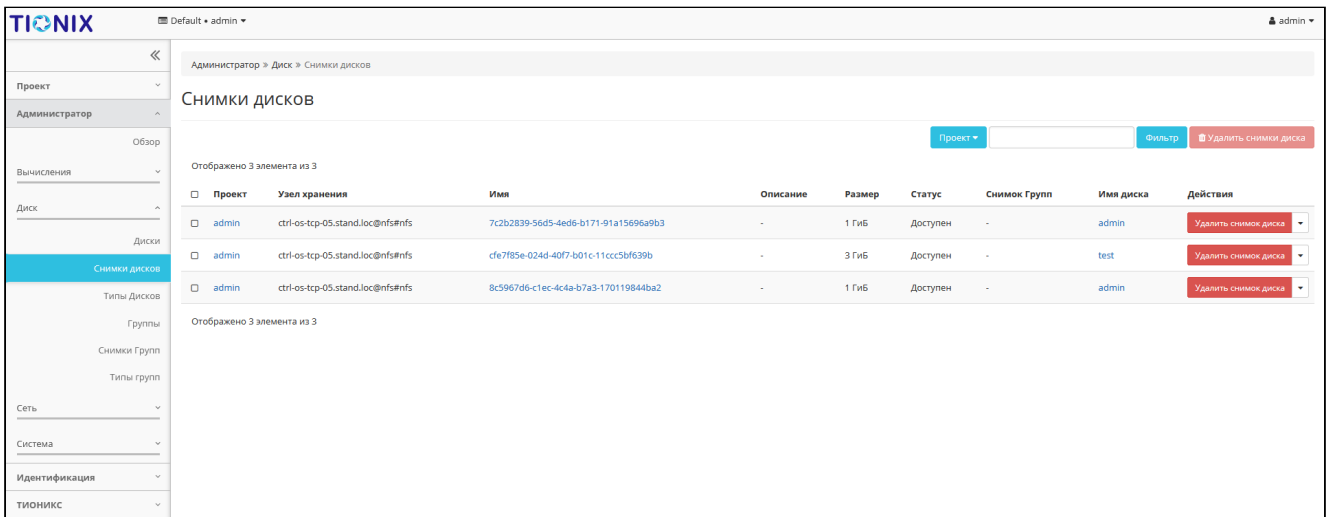 TIONIX
Default • admin
admin
Проект
Администратор
Обзор
Вычисления
Диск
Диски
Снимки дисков
Типы Дисков
Группы
Снимки Групп
Типы групп
Сеть
Система
Идентификация
ТИОНИКС
Администратор » Диск » Снимки дисков
Снимки дисков
Проект Фильтр Удалить снимки диска
Отображено 3 элемента из 3
Проект Узел хранения Имя Описание Размер Статус Снимок Групп Имя диска Действия
admin ctrl-os-tcp-05.stand.loc@nfs#nfs 7c2b2839-56d5-4ed6-b171-91a15696a9b3 - 1 ГиБ Доступен - admin Удалить снимок диска
admin ctrl-os-tcp-05.stand.loc@nfs#nfs cfe7f85e-024d-40f7-b01c-11ccc5bf639b - 3 ГиБ Доступен - test Удалить снимок диска
admin ctrl-os-tcp-05.stand.loc@nfs#nfs 8c5967d6-c1ec-4c4a-b7a3-170119844ba2 - 1 ГиБ Доступен - admin Удалить снимок диска
Отображено 3 элемента из 3